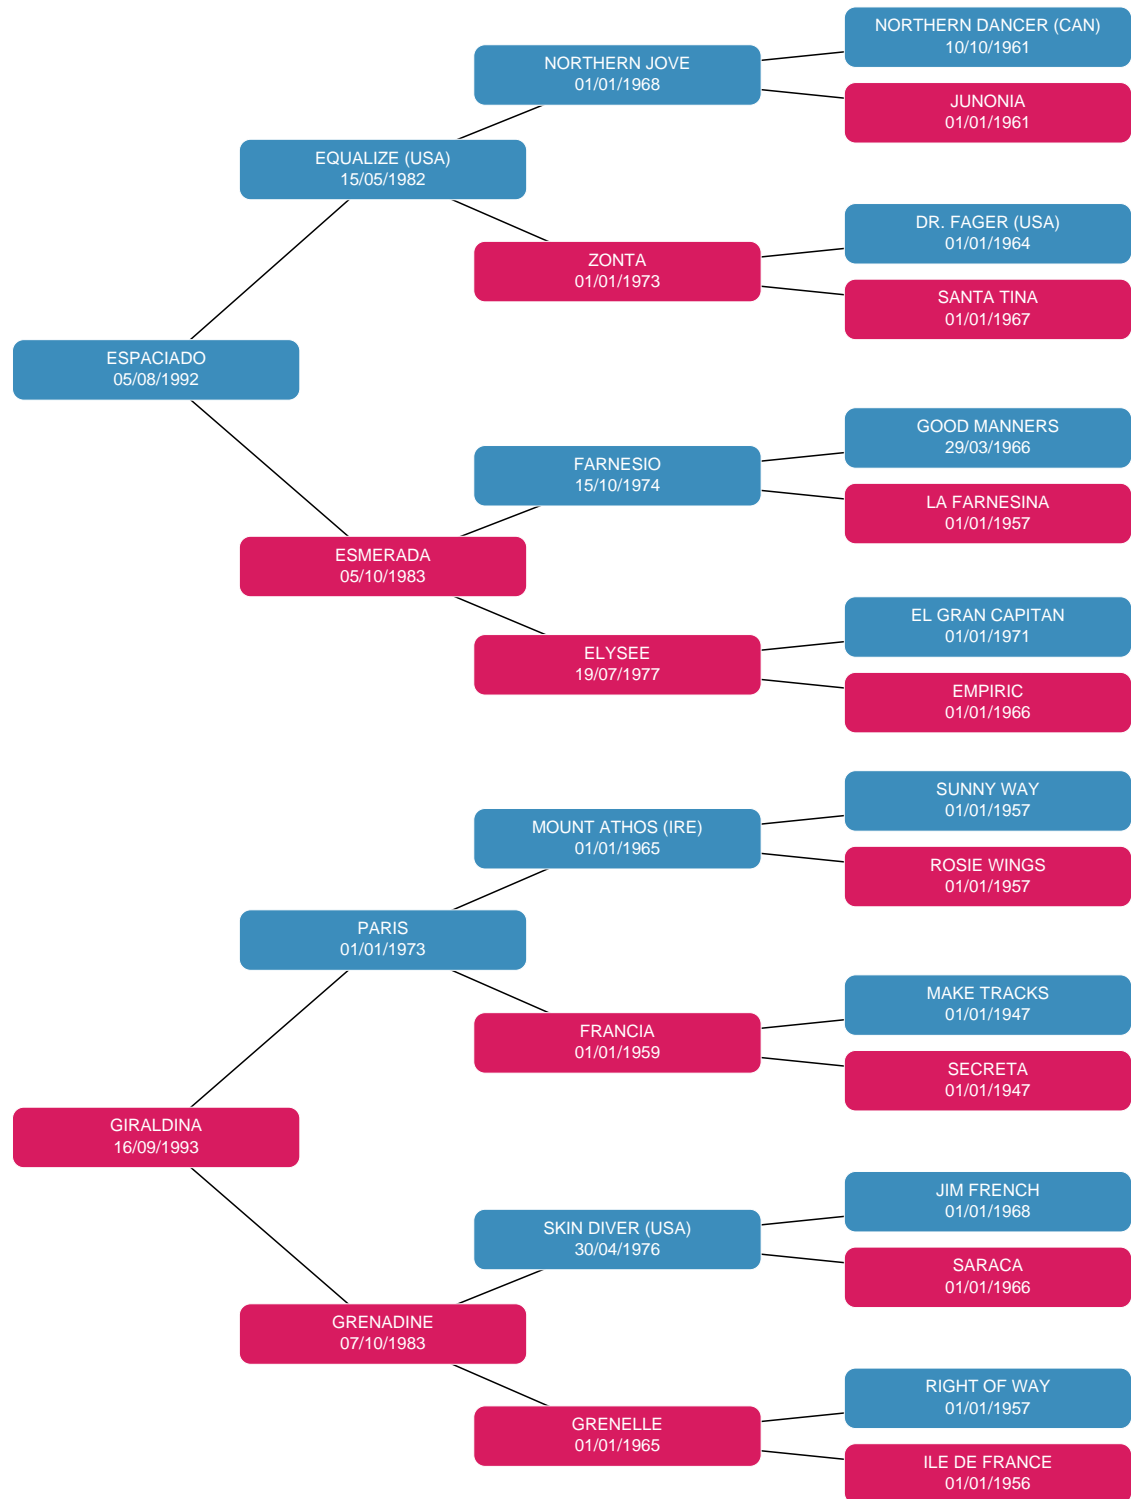 NORTHERN DANCER (CAN)
10/10/1961
NORTHERN JOVE
01/01/1968
JUNONIA
01/01/1961
EQUALIZE (USA)
15/05/1982
DR. FAGER (USA)
01/01/1964
ZONTA
01/01/1973
SANTA TINA
01/01/1967
ESPACIADO
05/08/1992
GOOD MANNERS
29/03/1966
FARNESIO
15/10/1974
LA FARNESINA
01/01/1957
ESMERADA
05/10/1983
EL GRAN CAPITAN
01/01/1971
ELYSEE
19/07/1977
EMPIRIC
01/01/1966
SUNNY WAY
01/01/1957
MOUNT ATHOS (IRE)
01/01/1965
ROSIE WINGS
01/01/1957
PARIS
01/01/1973
MAKE TRACKS
01/01/1947
FRANCIA
01/01/1959
SECRETA
01/01/1947
GIRALDINA
16/09/1993
JIM FRENCH
01/01/1968
SKIN DIVER (USA)
30/04/1976
SARACA
01/01/1966
GRENADINE
07/10/1983
RIGHT OF WAY
01/01/1957
GRENELLE
01/01/1965
ILE DE FRANCE
01/01/1956